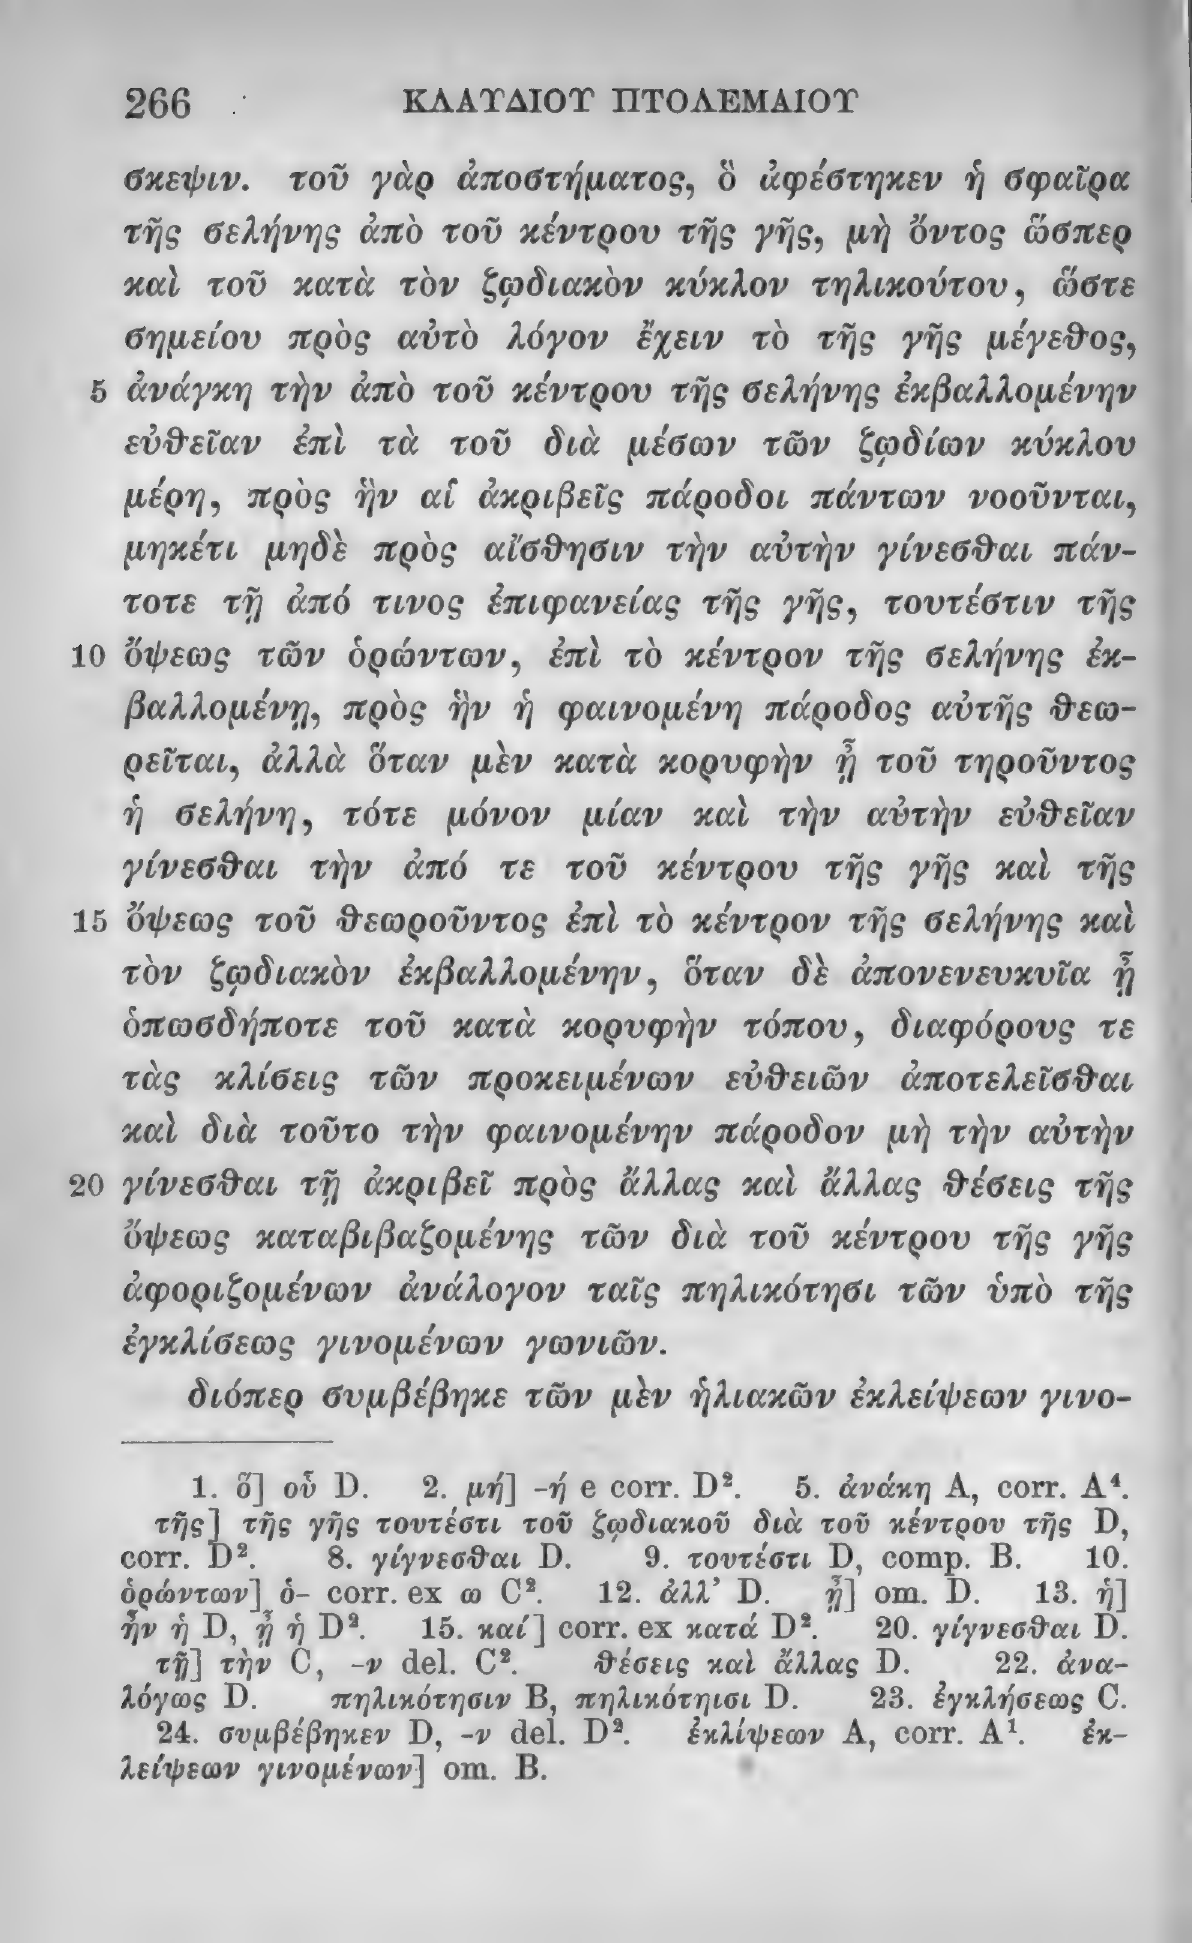 266 ΚΛΑΥΔΙΟΥ ΠΤΟΛΕΜΑΙΟΥ
σκεψιν. τοῦ γὰρ ἀποστήματος, ὃ ἀφέστηκεν ἡ σφαῖρα
τῆς σελήνης ἀπὸ τοῦ κέντρου τῆς γῆς, μὴ ὄντος ὥσπερ
καὶ τοῦ κατὰ τὸν ζῳδιακὸν κύκλον τηλικούτου, ὥστε
σημείου πρὸς αὐτὸ λόγον ἔχειν τὸ τῆς γῆς μέγεθος,
5 ἀνάγκη τὴν ἀπὸ τοῦ κέντρου τῆς σελήνης ἐκβαλλομένην
εὐθεῖαν ἐπὶ τὰ τοῦ διὰ μέσων τῶν ζῳδίων κύκλου
μέρη, πρὸς ἣν αἱ ἀκριβεῖς πάροδοι πάντων νοοῦνται,
μηκέτι μηδὲ πρὸς αἴσθησιν τὴν αὐτὴν γίνεσθαι πάν-
τοτε τῇ ἀπό τινος ἐπιφανείας τῆς γῆς, τουτέστιν τῆς
10 ὄψεως τῶν ὁρώντων, ἐπὶ τὸ κέντρον τῆς σελήνης ἐκ-
βαλλομένῃ, πρὸς ἣν ἡ φαινομένη πάροδος αὐτῆς θεω-
ρεῖται, ἀλλὰ ὅταν μὲν κατὰ κορυφὴν ᾖ τοῦ τηροῦντος
ἡ σελήνη, τότε μόνον μίαν καὶ τὴν αὐτὴν εὐθεῖαν
γίνεσθαι τὴν ἀπό τε τοῦ κέντρου τῆς γῆς καὶ τῆς
15 ὄψεως τοῦ θεωροῦντος ἐπὶ τὸ κέντρον τῆς σελήνης καὶ
τὸν ζῳδιακὸν ἐκβαλλομένην, ὅταν δὲ ἀπονενευκυῖα ᾖ
ὁπωσδήποτε τοῦ κατὰ κορυφὴν τόπου, διαφόρους τε
τὰς κλίσεις τῶν προκειμένων εὐθειῶν ἀποτελεῖσθαι
καὶ διὰ τοῦτο τὴν φαινομένην πάροδον μὴ τὴν αὐτὴν
20 γίνεσθαι τῇ ἀκριβεῖ πρὸς ἄλλας καὶ ἄλλας θέσεις τῆς
ὄψεως καταβιβαζομένης τῶν διὰ τοῦ κέντρου τῆς γῆς
ἀφοριζομένων ἀνάλογον ταῖς πηλικότησι τῶν ὑπὸ τῆς
ἐγκλίσεως γινομένων γωνιῶν.
διόπερ συμβέβηκε τῶν μὲν ἡλιακῶν ἐκλείψεων γινο-
1. ὅ] οὗ D. 2. μή] -ή e corr. D². 5. ἀνάκη A, corr. A⁴.
τῆς] τῆς γῆς τουτέστι τοῦ ζῳδιακοῦ διὰ τοῦ κέντρου τῆς D,
corr. D². 8. γίγνεσθαι D. 9. τουτέστι D, comp. B. 10.
ὁρώντων] ὁ- corr. ex ω C². 12. ἀλλ’ D. ᾖ] om. D. 13. ἡ]
ἦν ἡ D, ᾖ ἡ D². 15. καί] corr. ex κατά D². 20. γίγνεσθαι D.
τῇ] τὴν C, -ν del. C². θέσεις καὶ ἄλλας D. 22. ἀνα-
λόγως D. πηλικότησιν B, πηλικότηισι D. 23. ἐγκλήσεως C.
24. συμβέβηκεν D, -ν del. D². ἐκλίψεων A, corr. A¹. ἐκ-
λείψεων γινομένων] om. B.